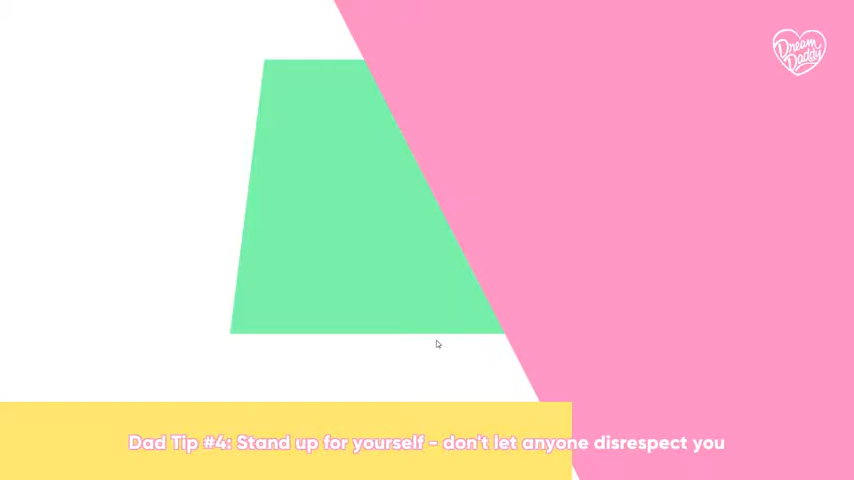 Dream
Daddy
Dad Tip #4: Stand up for yourself - don't let anyone disrespect you